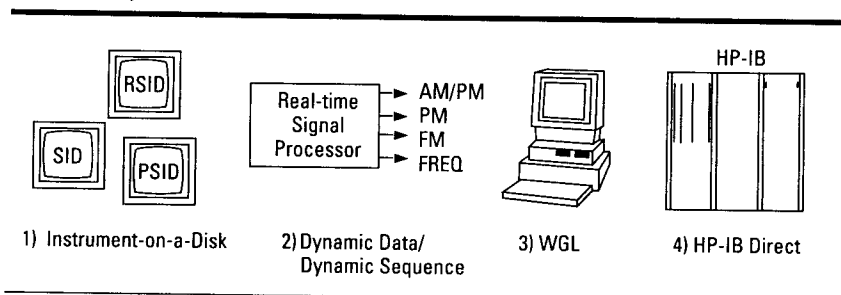 HP-IB
RSID
SID
PSID
Real-time
Signal
Processor
AM/PM
PM
FM
FREQ
1) Instrument-on-a-Disk
2) Dynamic Data/
Dynamic Sequence
3) WGL
4) HP-IB Direct